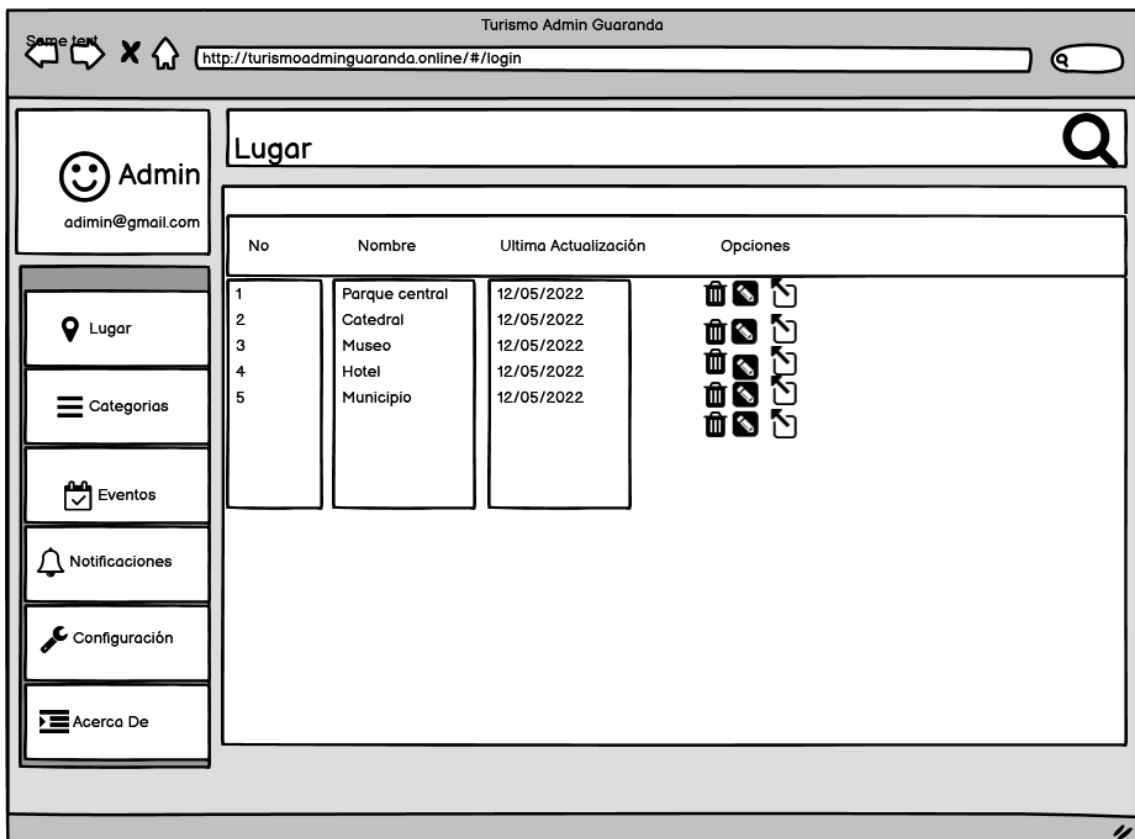 Turismo Admin Guaranda
Some text
http://turismoadminguaranda.online/#/login
Admin
adimin@gmail.com
Lugar
Categorias
Eventos
Notificaciones
Configuración
Acerca De
Lugar
No Nombre Ultima Actualización Opciones
1 Parque central 12/05/2022
2 Catedral 12/05/2022
3 Museo 12/05/2022
4 Hotel 12/05/2022
5 Municipio 12/05/2022